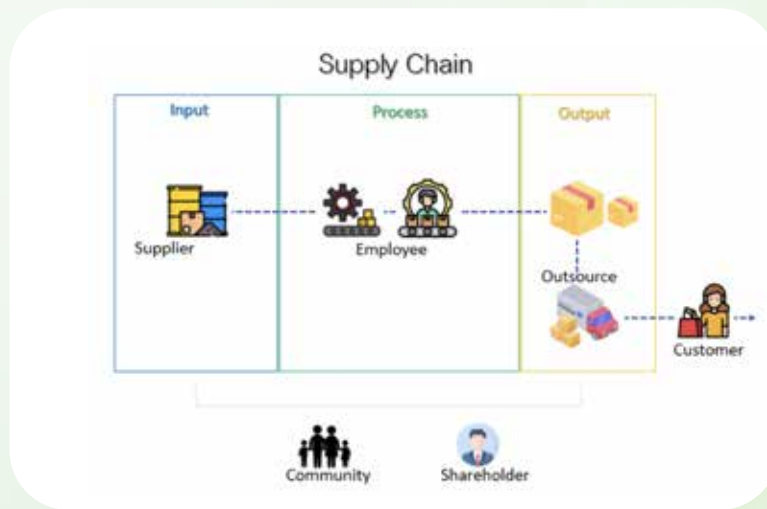 Supply Chain
Input
Process
Output
Supplier
Employee
Outsource
Customer
Community
Shareholder